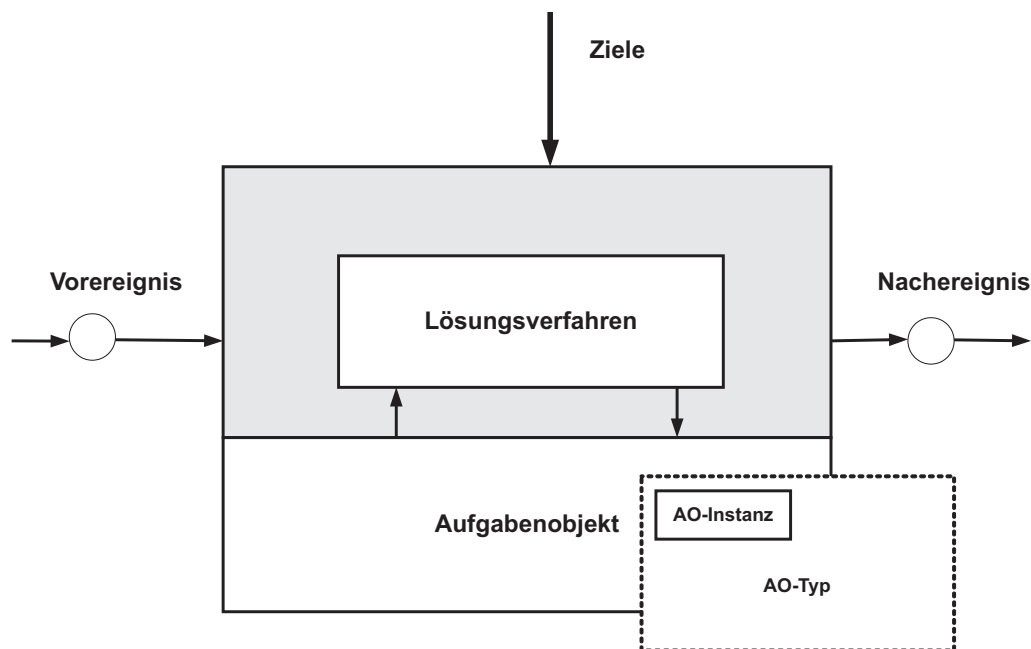 Ziele
Vorereignis
Nachereignis
Lösungsverfahren
Aufgabenobjekt
AO-Instanz
AO-Typ